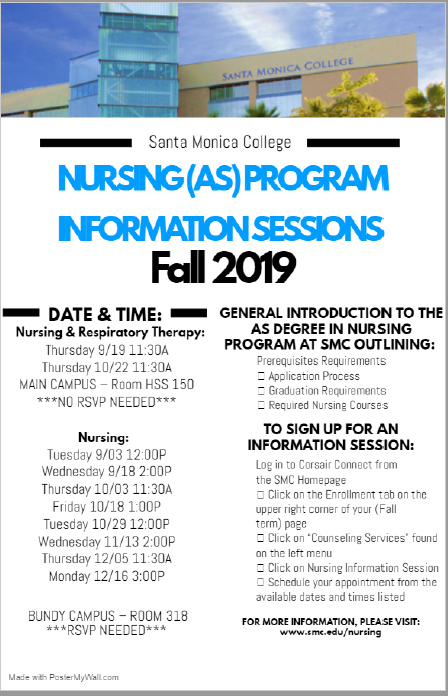 SANTA MONICA COLLEGE
Santa Monica College
NURSING (AS) PROGRAM
INFORMATION SESSIONS
Fall 2019
DATE & TIME:
Nursing & Respiratory Therapy:
Thursday 9/19 11:30A
Thursday 10/22 11:30A
MAIN CAMPUS – Room HSS 150
***NO RSVP NEEDED***
Nursing:
Tuesday 9/03 12:00P
Wednesday 9/18 2:00P
Thursday 10/03 11:30A
Friday 10/18 1:00P
Tuesday 10/29 12:00P
Wednesday 11/13 2:00P
Thursday 12/05 11:30A
Monday 12/16 3:00P
BUNDY CAMPUS – ROOM 318
***RSVP NEEDED***
GENERAL INTRODUCTION TO THE
AS DEGREE IN NURSING
PROGRAM AT SMC OUTLINING:
Prerequisites Requirements
□ Application Process
□ Graduation Requirements
□ Required Nursing Courses
TO SIGN UP FOR AN
INFORMATION SESSION:
Log in to Corsair Connect from
the SMC Homepage
□ Click on the Enrollment tab on the
upper right corner of your (Fall
term) page
□ Click on “Counseling Services” found
on the left menu
□ Click on Nursing Information Session
□ Schedule your appointment from the
available dates and times listed
FOR MORE INFORMATION, PLEASE VISIT:
www.smc.edu/nursing
Made with PosterMyWall.com